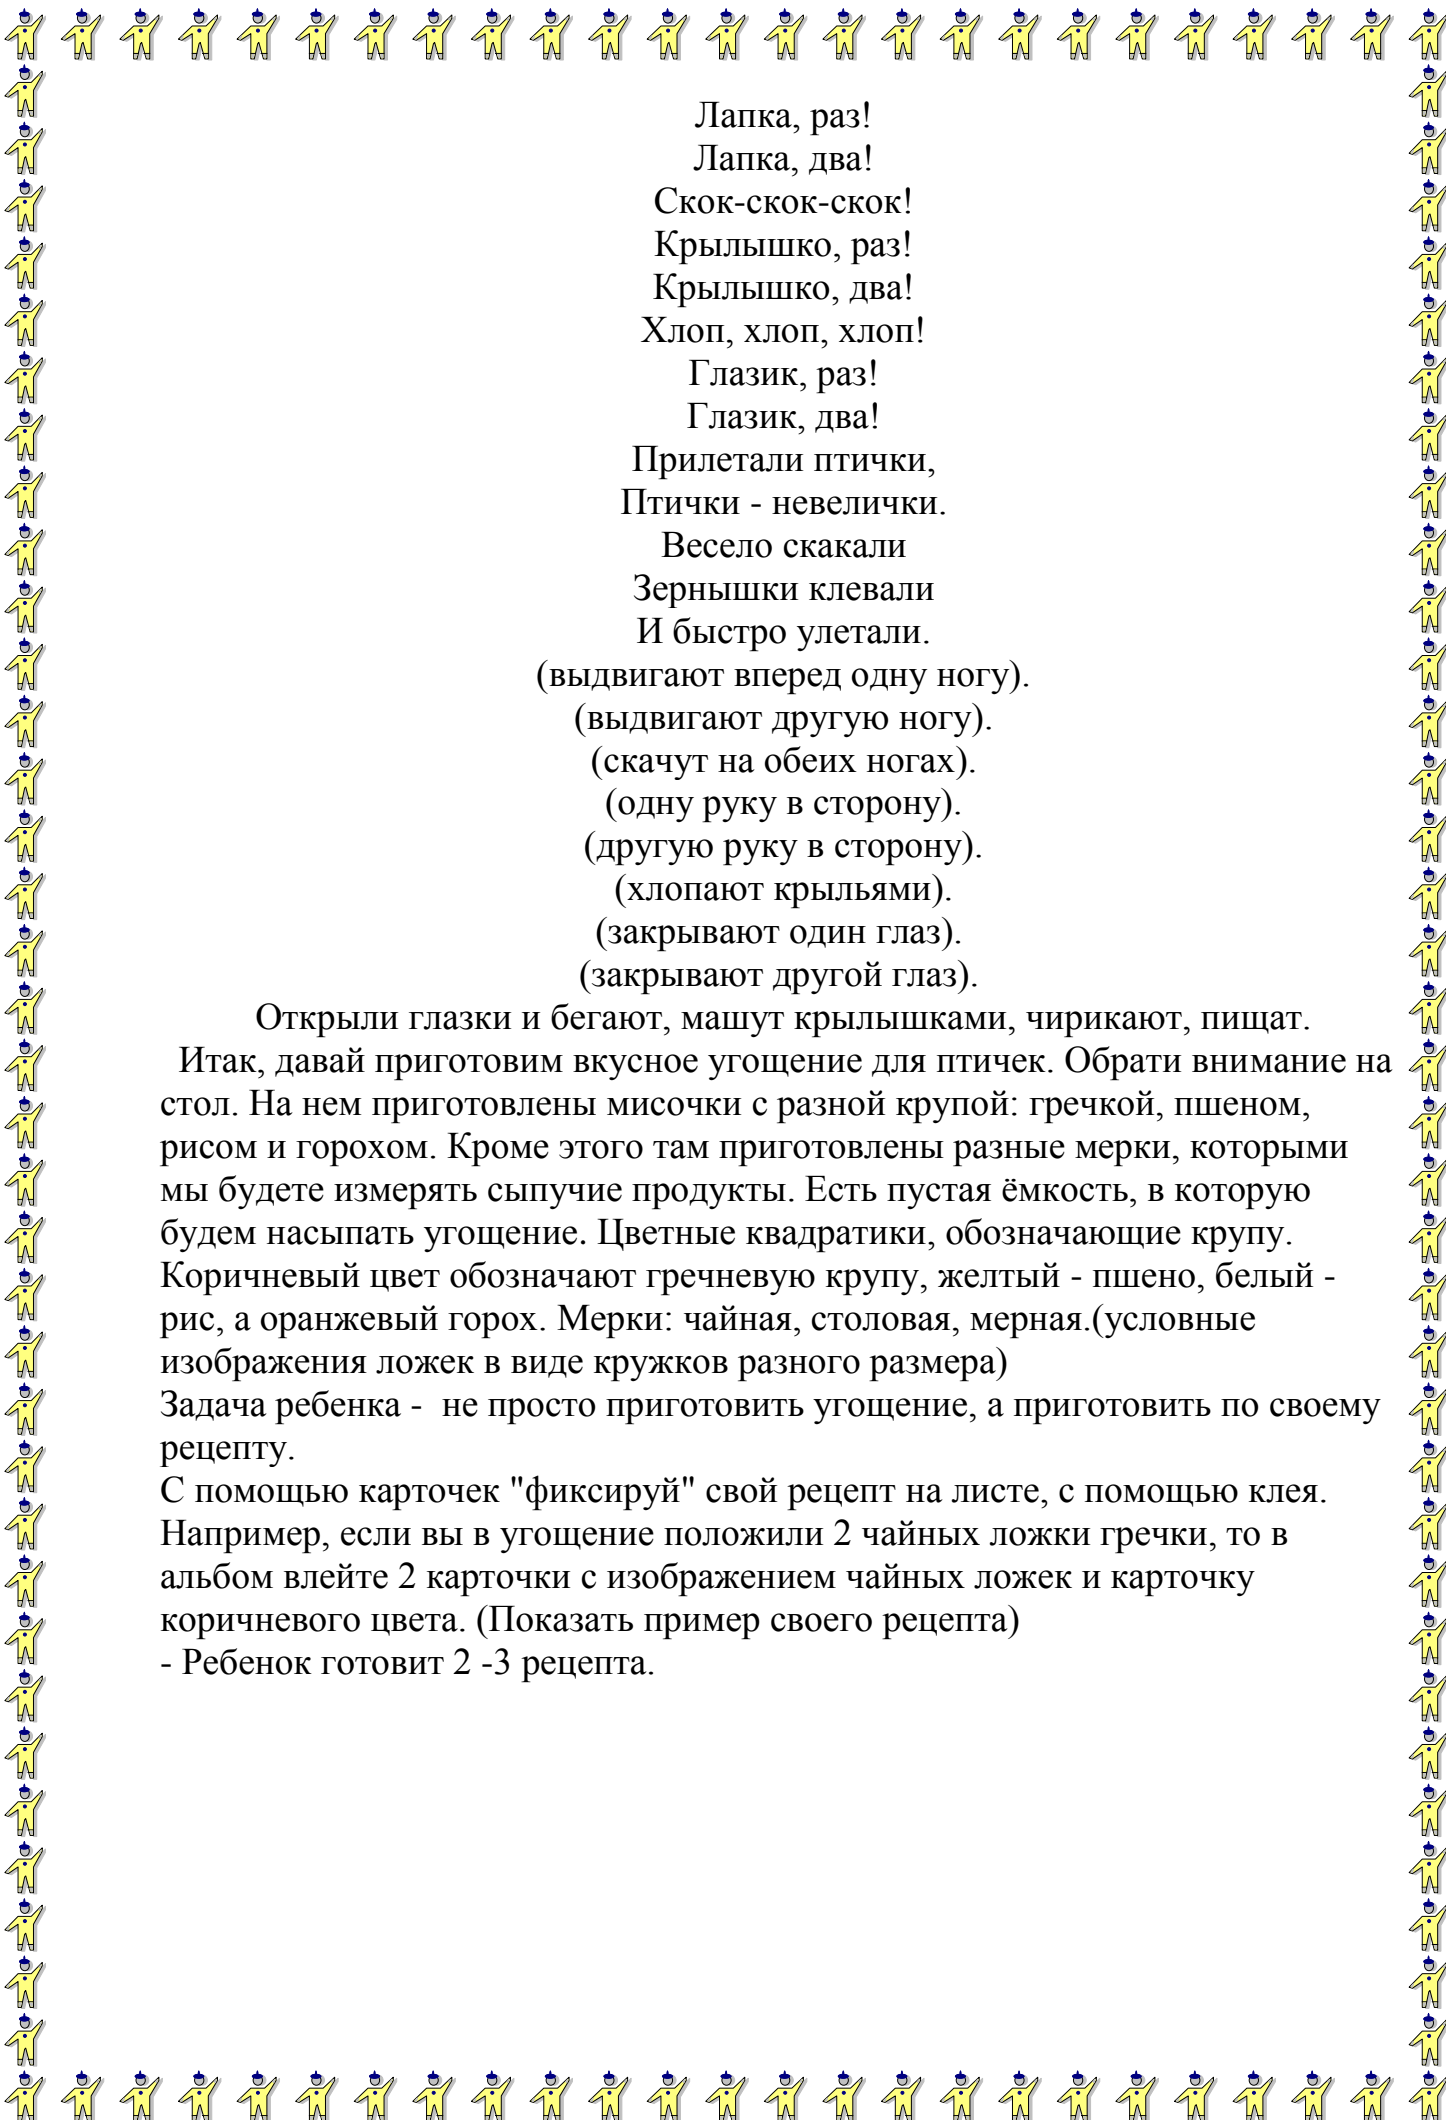 Лапка, раз!
Лапка, два!
Скок-скок-скок!
Крылышко, раз!
Крылышко, два!
Хлоп, хлоп, хлоп!
Глазик, раз!
Глазик, два!
Прилетали птички,
Птички - невелички.
Весело скакали
Зернышки клевали
И быстро улетали.
(выдвигают вперед одну ногу).
(выдвигают другую ногу).
(скачут на обеих ногах).
(одну руку в сторону).
(другую руку в сторону).
(хлопают крыльями).
(закрывают один глаз).
(закрывают другой глаз).
Открыли глазки и бегают, машут крылышками, чирикают, пищат.
Итак, давай приготовим вкусное угощение для птичек. Обрати внимание на
стол. На нем приготовлены мисочки с разной крупой: гречкой, пшеном,
рисом и горохом. Кроме этого там приготовлены разные мерки, которыми
мы будете измерять сыпучие продукты. Есть пустая ёмкость, в которую
будем насыпать угощение. Цветные квадратики, обозначающие крупу.
Коричневый цвет обозначают гречневую крупу, желтый - пшено, белый -
рис, а оранжевый горох. Мерки: чайная, столовая, мерная.(условные
изображения ложек в виде кружков разного размера)
Задача ребенка -  не просто приготовить угощение, а приготовить по своему
рецепту.
С помощью карточек "фиксируй" свой рецепт на листе, с помощью клея.
Например, если вы в угощение положили 2 чайных ложки гречки, то в
альбом влейте 2 карточки с изображением чайных ложек и карточку
коричневого цвета. (Показать пример своего рецепта)
- Ребенок готовит 2 -3 рецепта.